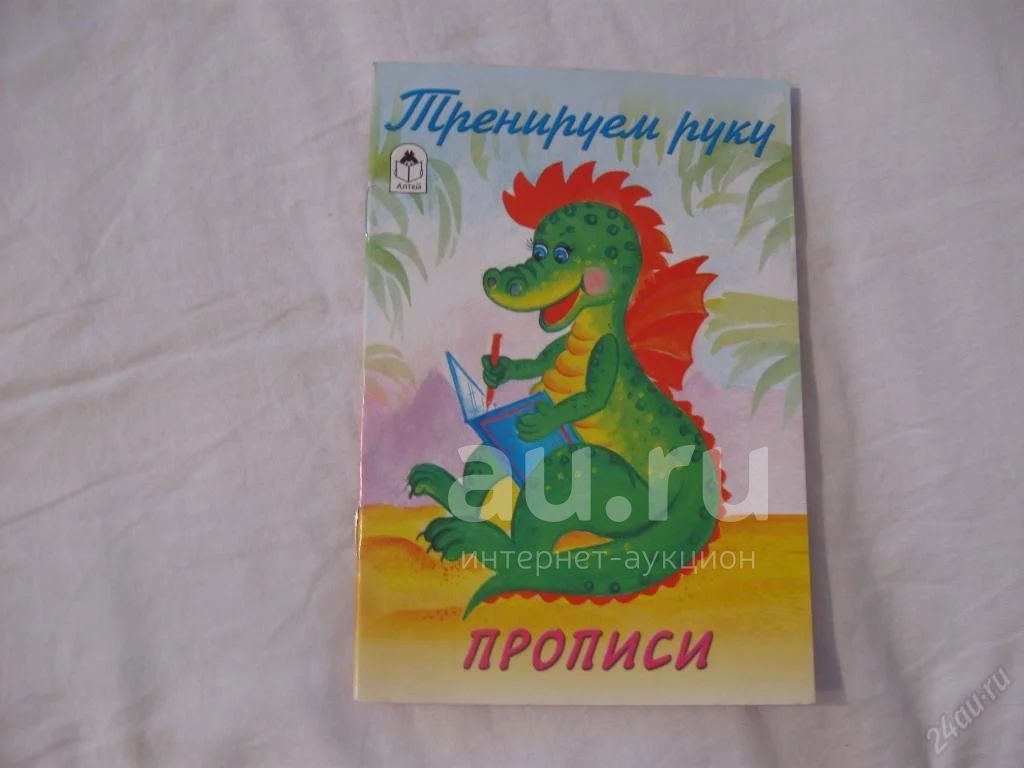 Тренируем руку
Алтей
au.ru
интернет-аукцион
ПРОПИСИ
24au.ru